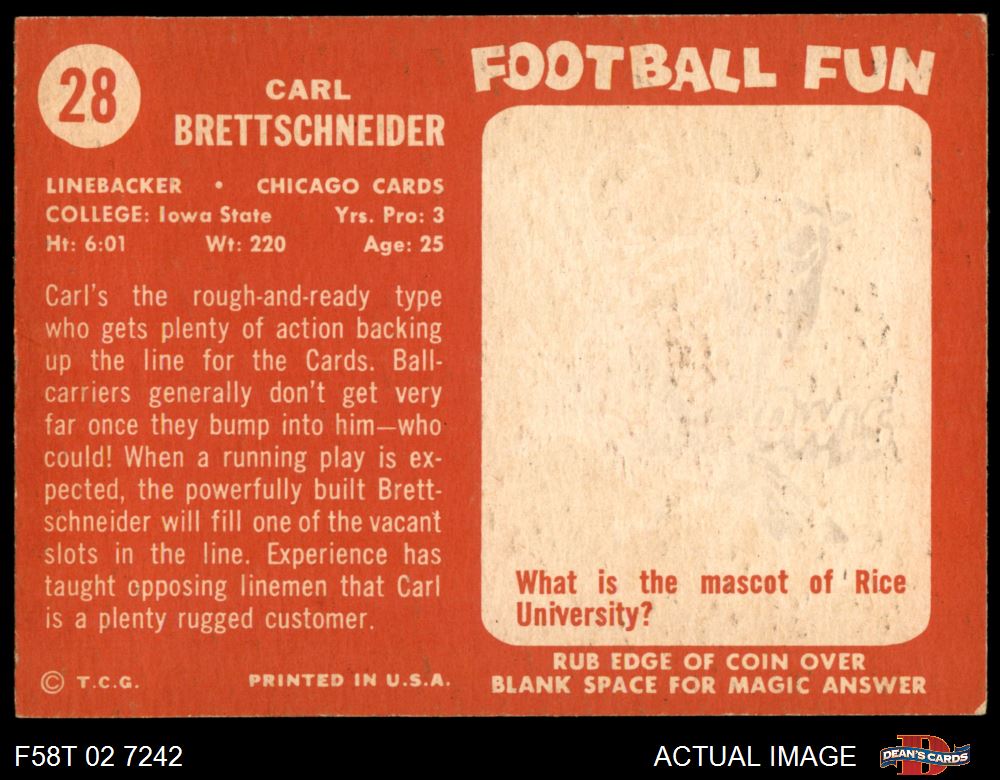 28
CARL
BRETTSCHNEIDER
LINEBACKER • CHICAGO CARDS
COLLEGE: Iowa State Yrs. Pro: 3
Ht: 6:01 Wt: 220 Age: 25
Carl's the rough-and-ready type
who gets plenty of action backing
up the line for the Cards. Ball-
carriers generally don't get very
far once they bump into him—who
could! When a running play is ex-
pected, the powerfully built Brett-
schneider will fill one of the vacant
slots in the line. Experience has
taught opposing linemen that Carl
is a plenty rugged customer.
© T.C.G. PRINTED IN U.S.A.
FOOTBALL FUN
What is the mascot of Rice
University?
RUB EDGE OF COIN OVER
BLANK SPACE FOR MAGIC ANSWER
F58T 02 7242
ACTUAL IMAGE
D
DEAN'S CARDS